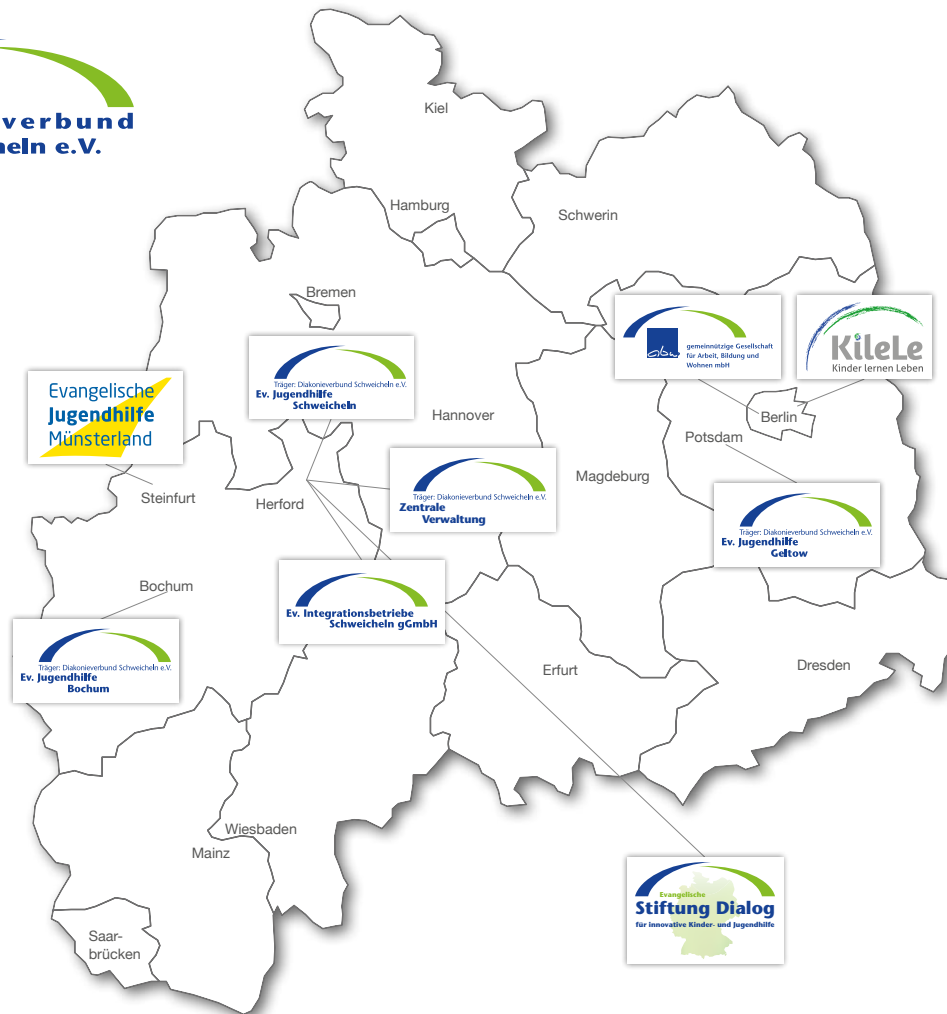 verbund
heln e.V.
Kiel
Hamburg
Schwerin
Bremen
Evangelische
Jugendhilfe
Münsterland
Steinfurt
Träger: Diakonieverbund Schweicheln e.V.
Ev. Jugendhilfe
Schweicheln
Hannover
Herford
Träger: Diakonieverbund Schweicheln e.V.
Zentrale
Verwaltung
Magdeburg
abw
gemeinnützige Gesellschaft
für Arbeit, Bildung und
Wohnen mbH
KileLe
Kinder lernen Leben
Berlin
Potsdam
Träger: Diakonieverbund Schweicheln e.V.
Ev. Jugendhilfe
Geltow
Bochum
Träger: Diakonieverbund Schweicheln e.V.
Ev. Jugendhilfe
Bochum
Ev. Integrationsbetriebe
Schweicheln gGmbH
Erfurt
Dresden
Wiesbaden
Mainz
Saar-
brücken
Evangelische
Stiftung Dialog
für innovative Kinder- und Jugendhilfe